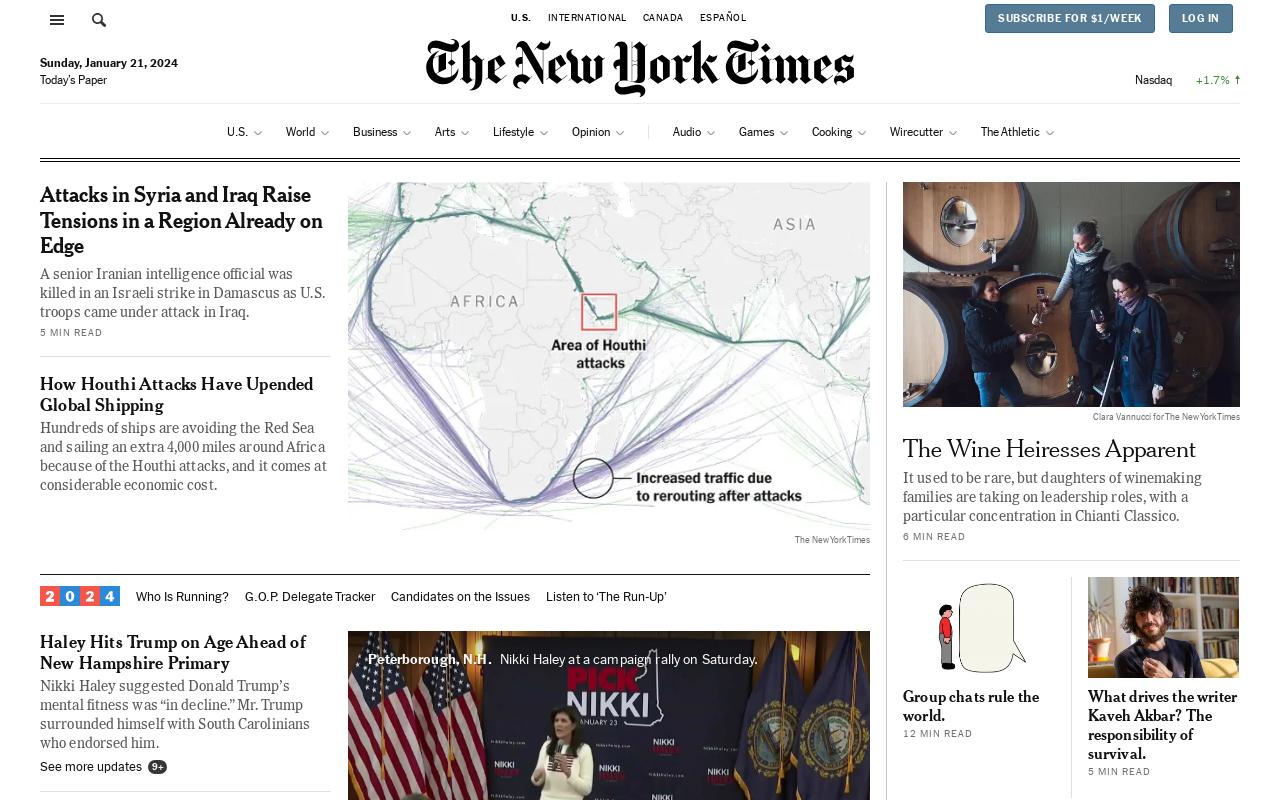 U.S. INTERNATIONAL CANADA ESPAÑOL
SUBSCRIBE FOR $1/WEEK LOG IN
The New York Times
Sunday, January 21, 2024
Today's Paper
Nasdaq +1.7%
U.S. World Business Arts Lifestyle Opinion Audio Games Cooking Wirecutter The Athletic
Attacks in Syria and Iraq Raise
Tensions in a Region Already on
Edge
A senior Iranian intelligence official was
killed in an Israeli strike in Damascus as U.S.
troops came under attack in Iraq.
5 MIN READ
How Houthi Attacks Have Upended
Global Shipping
Hundreds of ships are avoiding the Red Sea
and sailing an extra 4,000 miles around Africa
because of the Houthi attacks, and it comes at
considerable economic cost.
ASIA
AFRICA
Area of Houthi
attacks
Increased traffic due
to rerouting after attacks
The New York Times
2024 Who Is Running? G.O.P. Delegate Tracker Candidates on the Issues Listen to ‘The Run-Up’
Haley Hits Trump on Age Ahead of
New Hampshire Primary
Nikki Haley suggested Donald Trump’s
mental fitness was “in decline.” Mr. Trump
surrounded himself with South Carolinians
who endorsed him.
See more updates 9+
Peterborough, N.H. Nikki Haley at a campaign rally on Saturday.
PICK
NIKKI
JANUARY 23
NIKKI
HALEY
Clara Vannucci for The New York Times
The Wine Heiresses Apparent
It used to be rare, but daughters of winemaking
families are taking on leadership roles, with a
particular concentration in Chianti Classico.
6 MIN READ
Group chats rule the
world.
12 MIN READ
What drives the writer
Kaveh Akbar? The
responsibility of
survival.
5 MIN READ